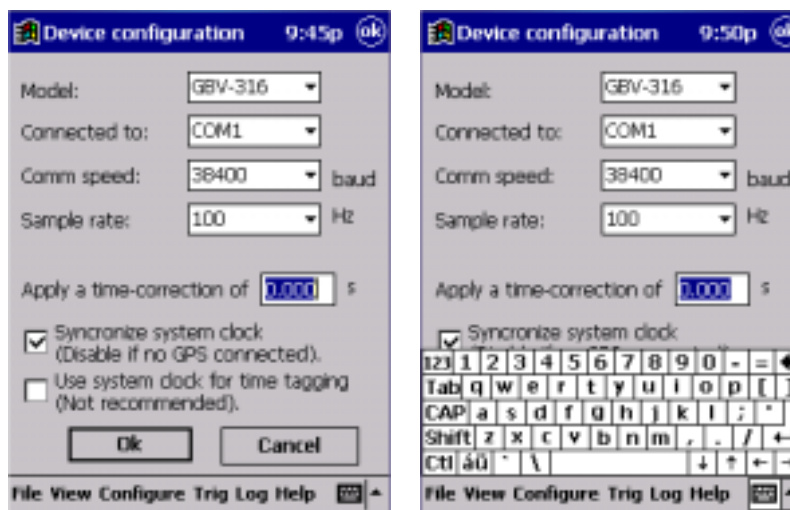 Device configuration 9:45p ok
Model: GBV-316
Connected to: COM1
Comm speed: 38400 baud
Sample rate: 100 Hz
Apply a time-correction of 0.000 s
Syncronize system clock
(Disable if no GPS connected).
Use system clock for time tagging
(Not recommended).
Ok Cancel
File View Configure Trig Log Help
Device configuration 9:50p ok
Model: GBV-316
Connected to: COM1
Comm speed: 38400 baud
Sample rate: 100 Hz
Apply a time-correction of 0.000 s
Syncronize system clock
123 1 2 3 4 5 6 7 8 9 0 - =
Tab q w e r t y u i o p [ ]
CAP a s d f g h j k l ; '
Shift z x c v b n m , . /
Ctl áü ` \
File View Configure Trig Log Help